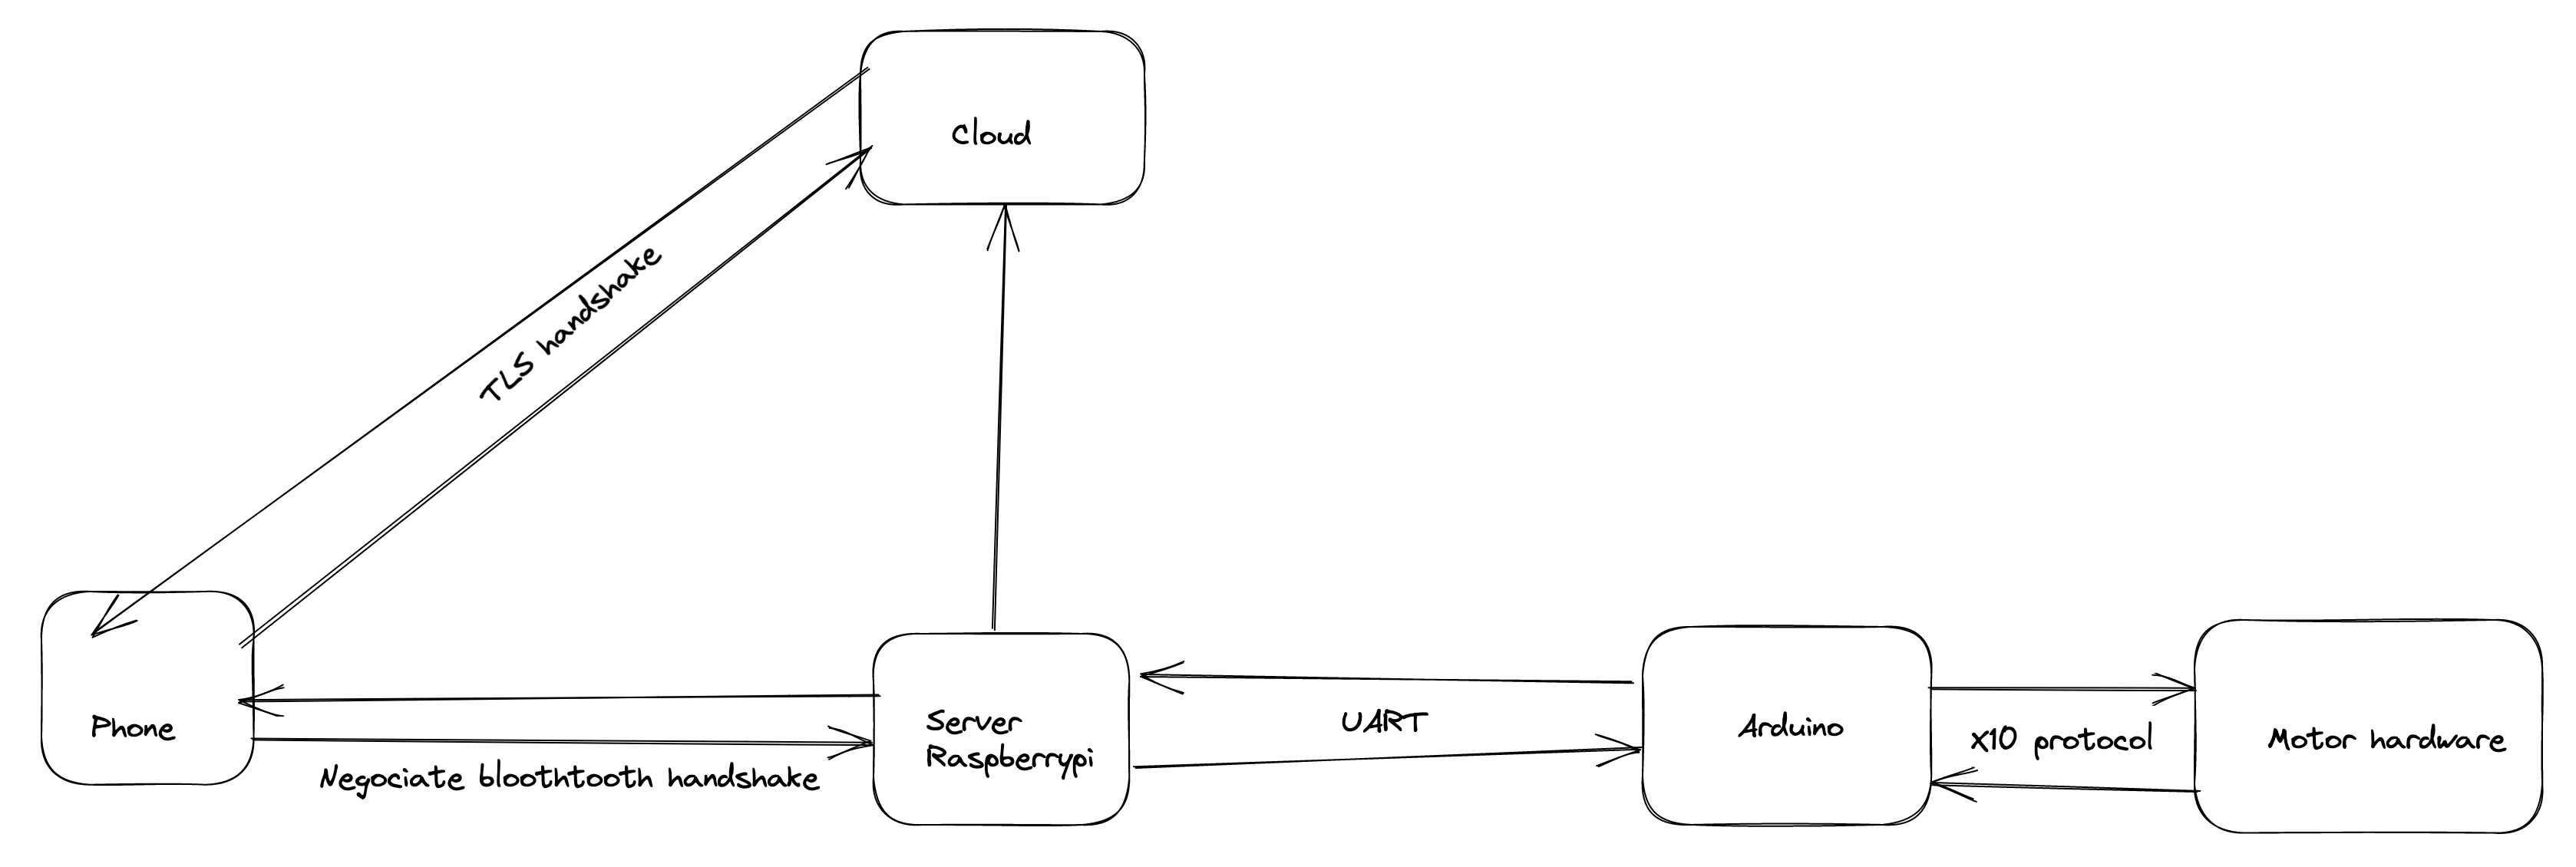 Cloud
TLS handshake
Phone
Negociate bloothtooth handshake
Server
Raspberrypi
UART
Arduino
X10 protocol
Motor hardware